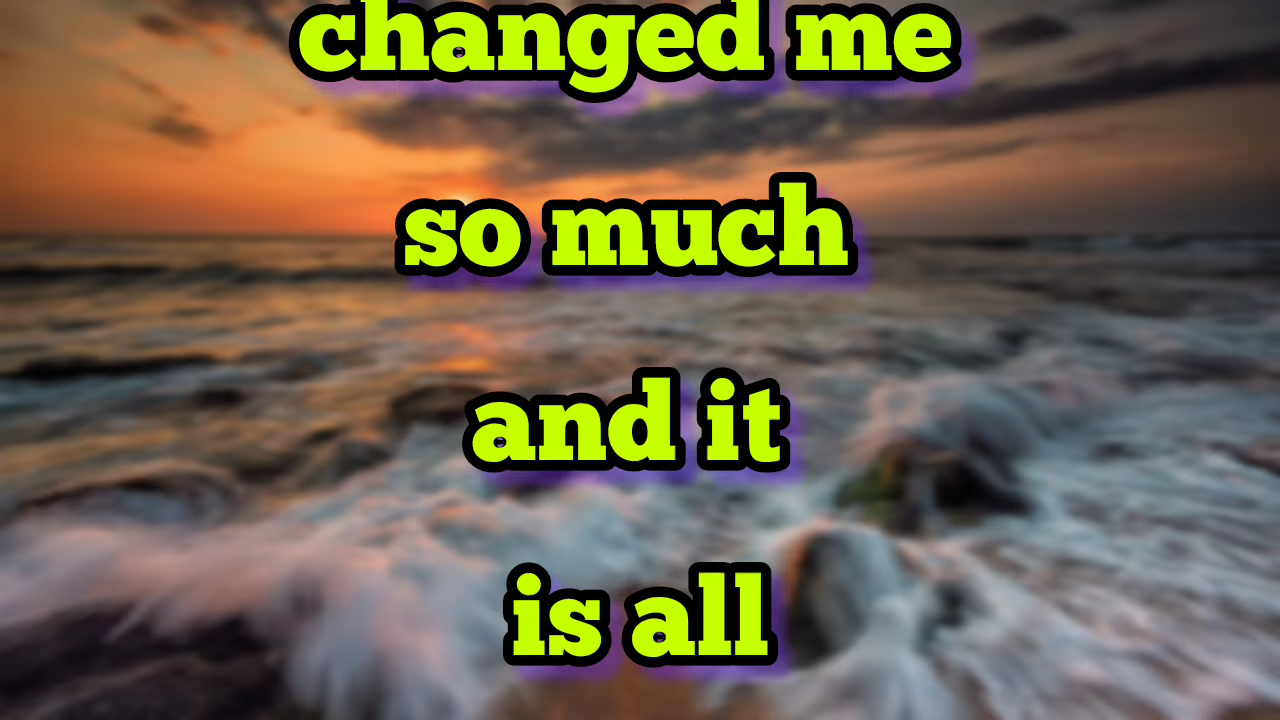 changed me
so much
and it
is all